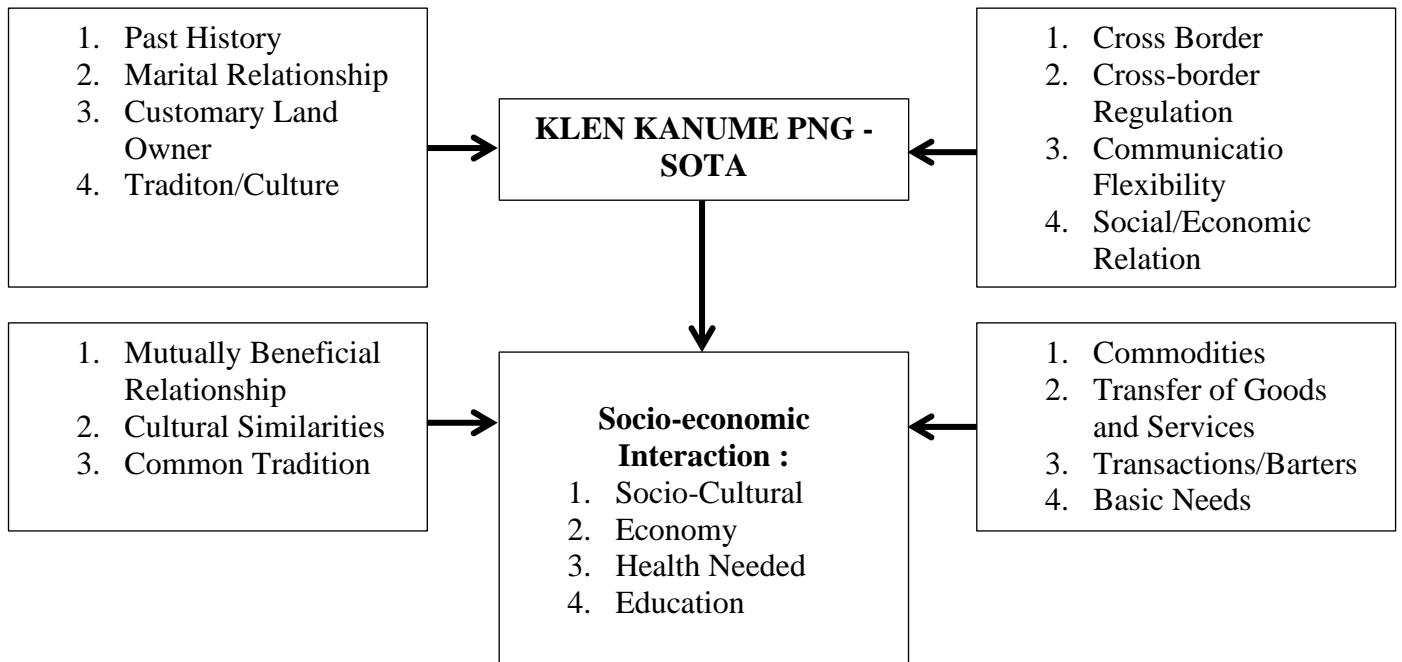 1. Past History
2. Marital Relationship
3. Customary Land
Owner
4. Traditon/Culture
KLEN KANUME PNG -
SOTA
1. Cross Border
2. Cross-border
Regulation
3. Communicatio
Flexibility
4. Social/Economic
Relation
1. Mutually Beneficial
Relationship
2. Cultural Similarities
3. Common Tradition
Socio-economic
Interaction :
1. Socio-Cultural
2. Economy
3. Health Needed
4. Education
1. Commodities
2. Transfer of Goods
and Services
3. Transactions/Barters
4. Basic Needs